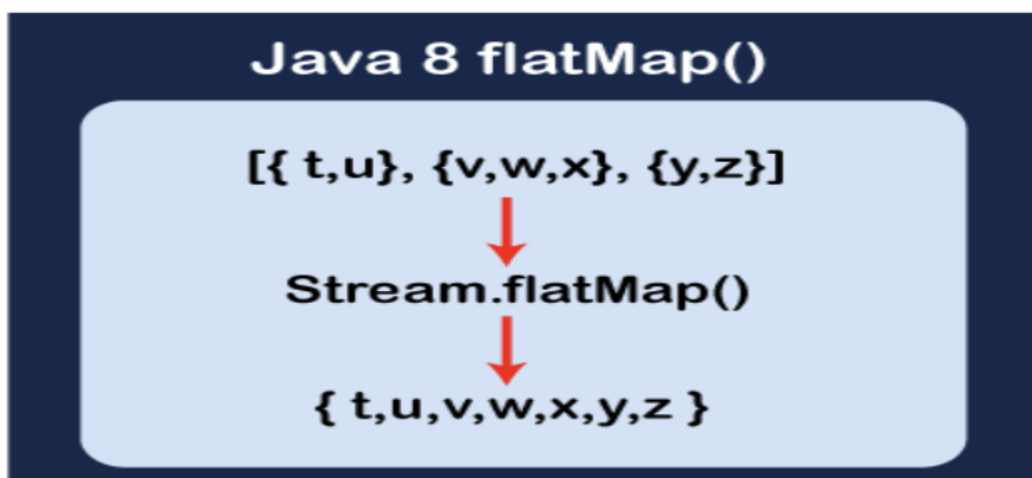 Java 8 flatMap()
[{ t,u}, {v,w,x}, {y,z}]
Stream.flatMap()
{ t,u,v,w,x,y,z }